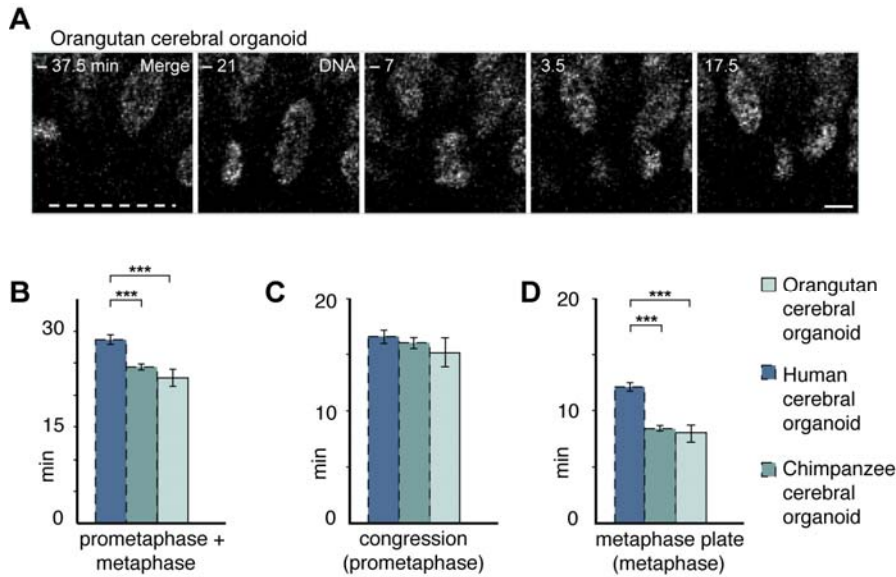 A
Orangutan cerebral organoid
– 37.5 min Merge
– 21 DNA
– 7
3.5
17.5
B
***
***
30
15
0
min
prometaphase +
metaphase
C
20
10
0
min
congression
(prometaphase)
D
***
***
20
10
0
min
metaphase plate
(metaphase)
Orangutan
cerebral
organoid
Human
cerebral
organoid
Chimpanzee
cerebral
organoid